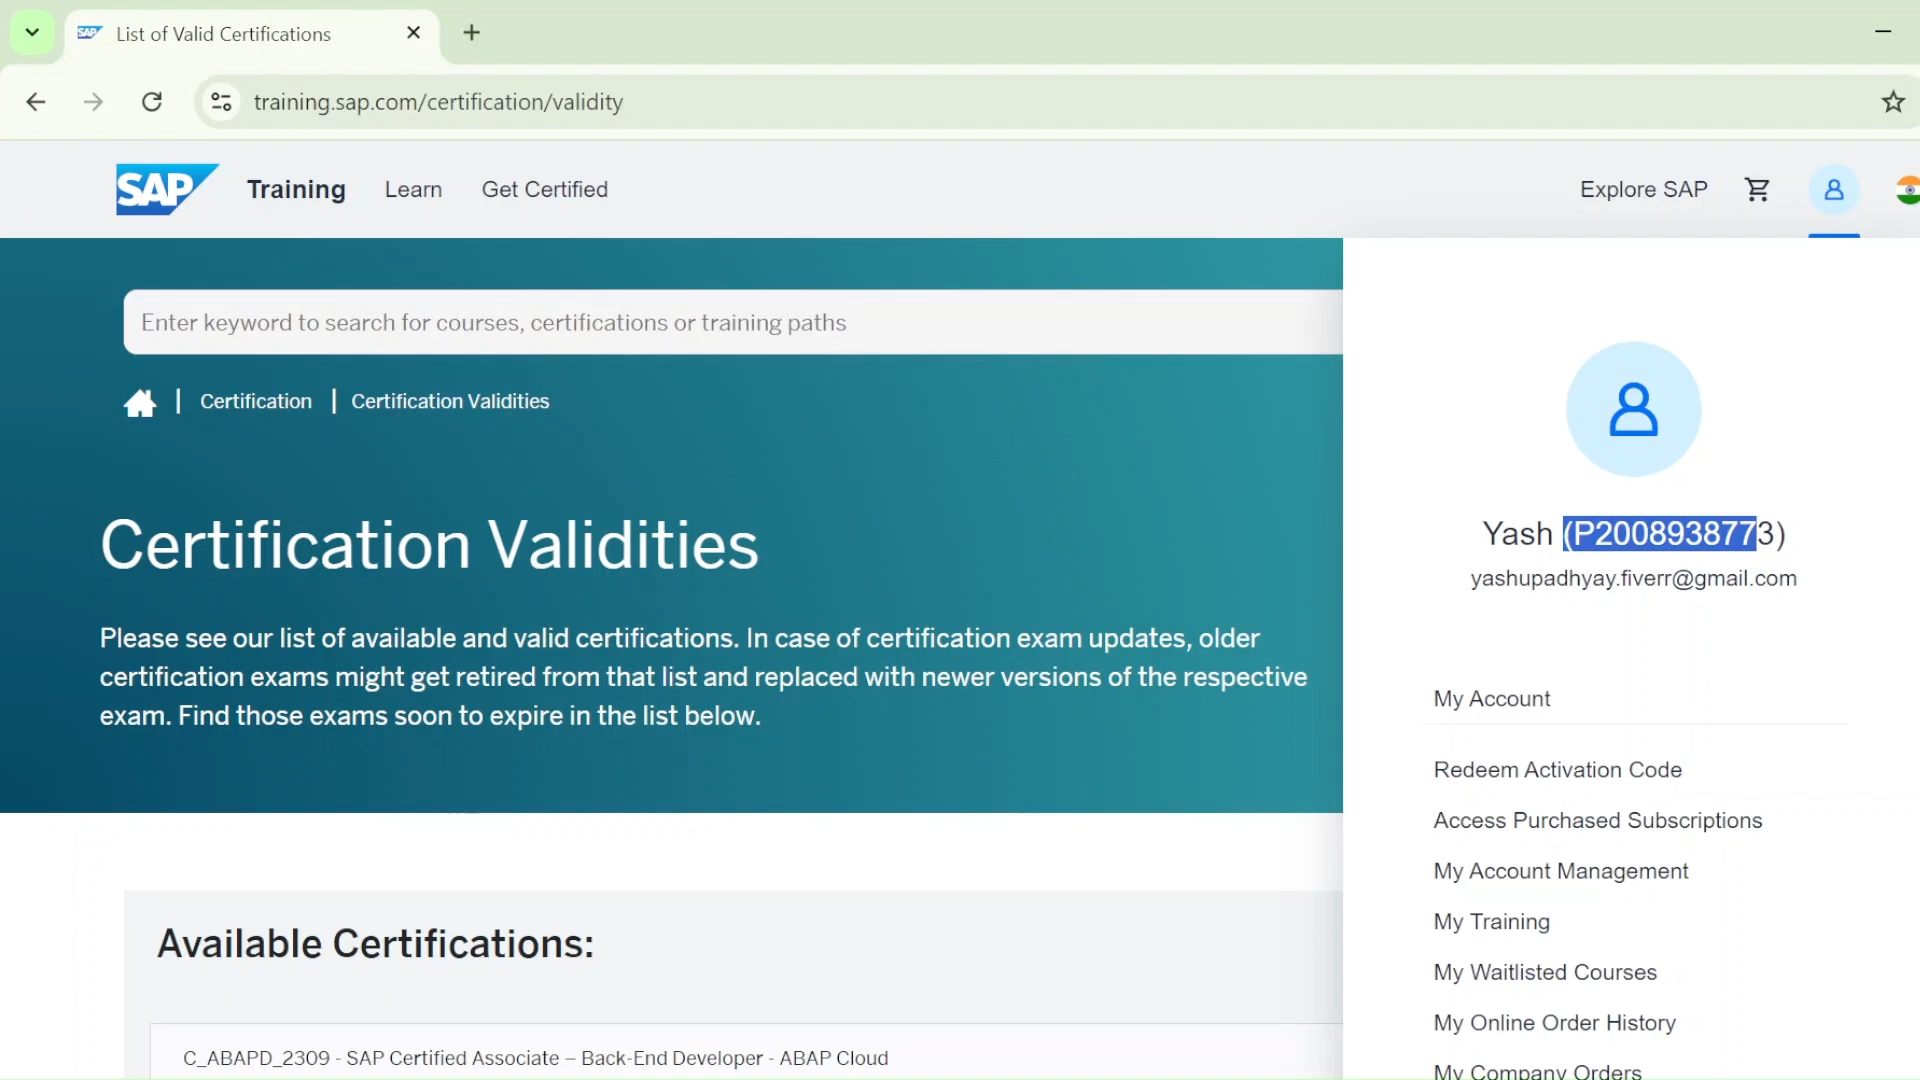 List of Valid Certifications
training.sap.com/certification/validity
SAP Training Learn Get Certified Explore SAP
Enter keyword to search for courses, certifications or training paths
Certification | Certification Validities
Certification Validities
Please see our list of available and valid certifications. In case of certification exam updates, older
certification exams might get retired from that list and replaced with newer versions of the respective
exam. Find those exams soon to expire in the list below.
Available Certifications:
C_ABAPD_2309 - SAP Certified Associate – Back-End Developer - ABAP Cloud
Yash (P2008938773)
yashupadhyay.fiverr@gmail.com
My Account
Redeem Activation Code
Access Purchased Subscriptions
My Account Management
My Training
My Waitlisted Courses
My Online Order History
My Company Orders